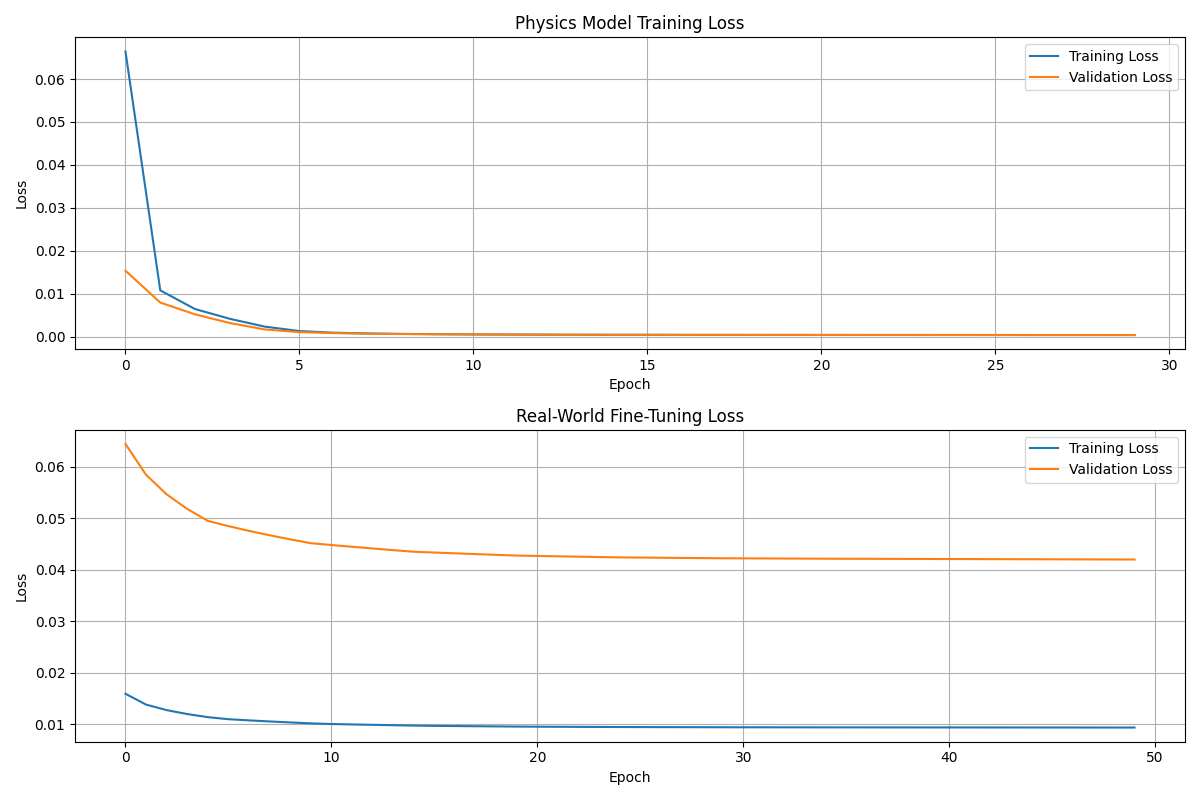 Physics Model Training Loss
Training Loss
Validation Loss
0.06
0.05
0.04
0.03
0.02
0.01
0.00
Loss
0 5 10 15 20 25 30
Epoch
Real-World Fine-Tuning Loss
Training Loss
Validation Loss
0.06
0.05
0.04
0.03
0.02
0.01
Loss
0 10 20 30 40 50
Epoch